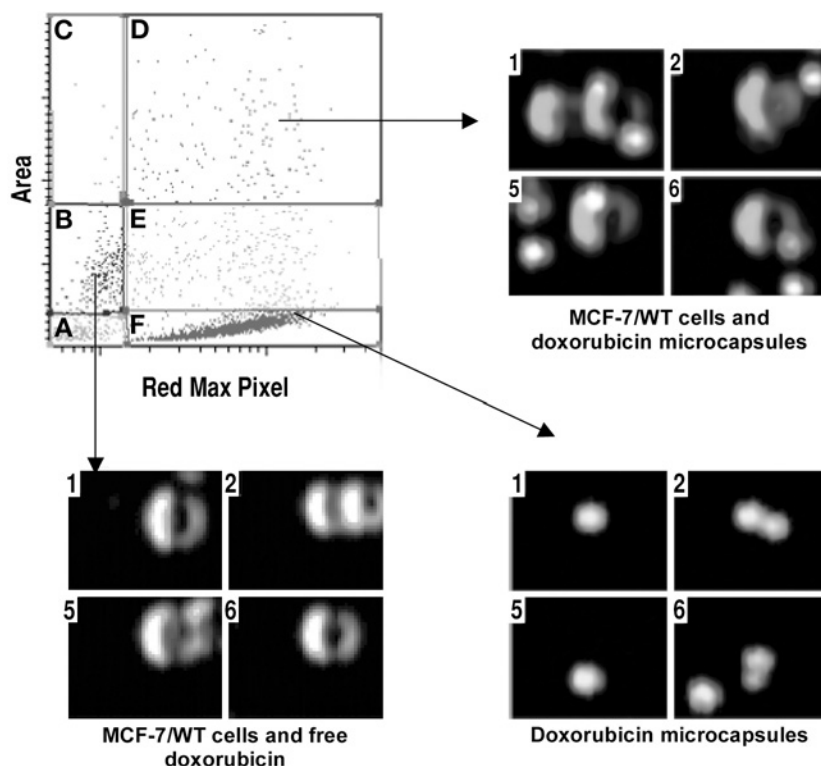 C
D
Area
B
E
A
F
Red Max Pixel
1
2
5
6
MCF-7/WT cells and
doxorubicin microcapsules
1
2
5
6
MCF-7/WT cells and free
doxorubicin
1
2
5
6
Doxorubicin microcapsules